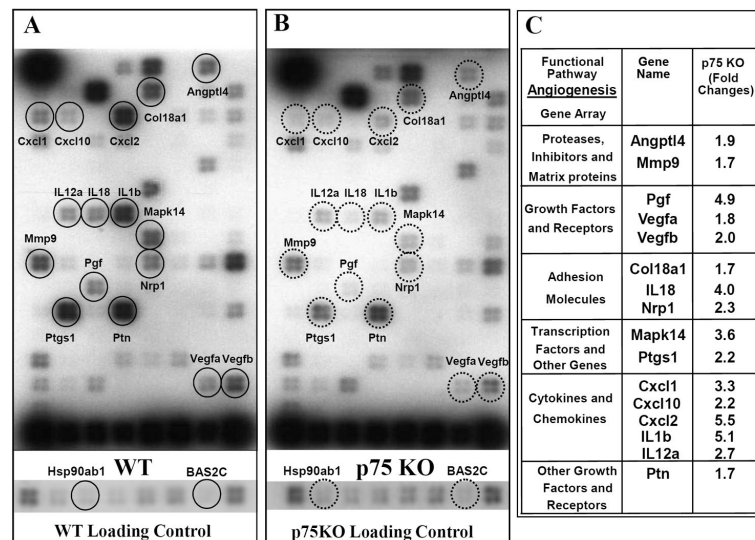 A
Angptl4
Col18a1
Cxcl1 Cxcl10 Cxcl2
IL12a IL18 IL1b
Mapk14
Mmp9
Pgf
Nrp1
Ptgs1 Ptn
Vegfa Vegfb
WT
Hsp90ab1 BAS2C
WT Loading Control
B
Angptl4
Col18a1
Cxcl1 Cxcl10 Cxcl2
IL12a IL18 IL1b
Mapk14
Mmp9
Pgf
Nrp1
Ptgs1 Ptn
Vegfa Vegfb
p75 KO
Hsp90ab1 BAS2C
p75KO Loading Control
C
Functional Pathway Angiogenesis Gene Array
Gene Name
p75 KO (Fold Changes)
Proteases, Inhibitors and Matrix proteins
Angptl4 1.9
Mmp9 1.7
Growth Factors and Receptors
Pgf 4.9
Vegfa 1.8
Vegfb 2.0
Adhesion Molecules
Col18a1 1.7
IL18 4.0
Nrp1 2.3
Transcription Factors and Other Genes
Mapk14 3.6
Ptgs1 2.2
Cytokines and Chemokines
Cxcl1 3.3
Cxcl10 2.2
Cxcl2 5.5
IL1b 5.1
IL12a 2.7
Other Growth Factors and Receptors
Ptn 1.7